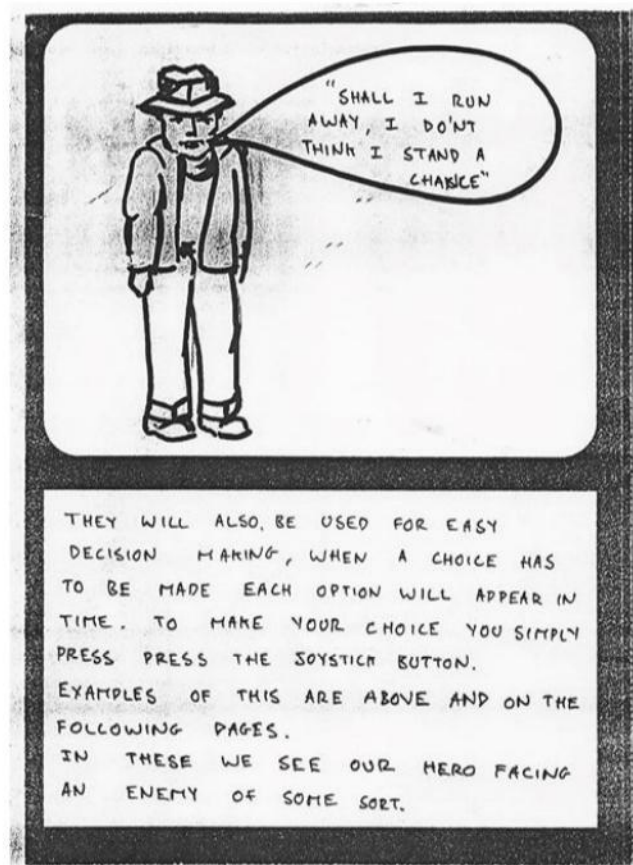 "SHALL I RUN
AWAY, I DO'NT
THINK I STAND A
CHANCE"
THEY WILL ALSO, BE USED FOR EASY
DECISION MAKING, WHEN A CHOICE HAS
TO BE MADE EACH OPTION WILL APPEAR IN
TIME. TO MAKE YOUR CHOICE YOU SIMPLY
PRESS PRESS THE JOYSTICK BUTTON.
EXAMPLES OF THIS ARE ABOVE AND ON THE
FOLLOWING PAGES.
IN THESE WE SEE OUR HERO FACING
AN ENEMY OF SOME SORT.